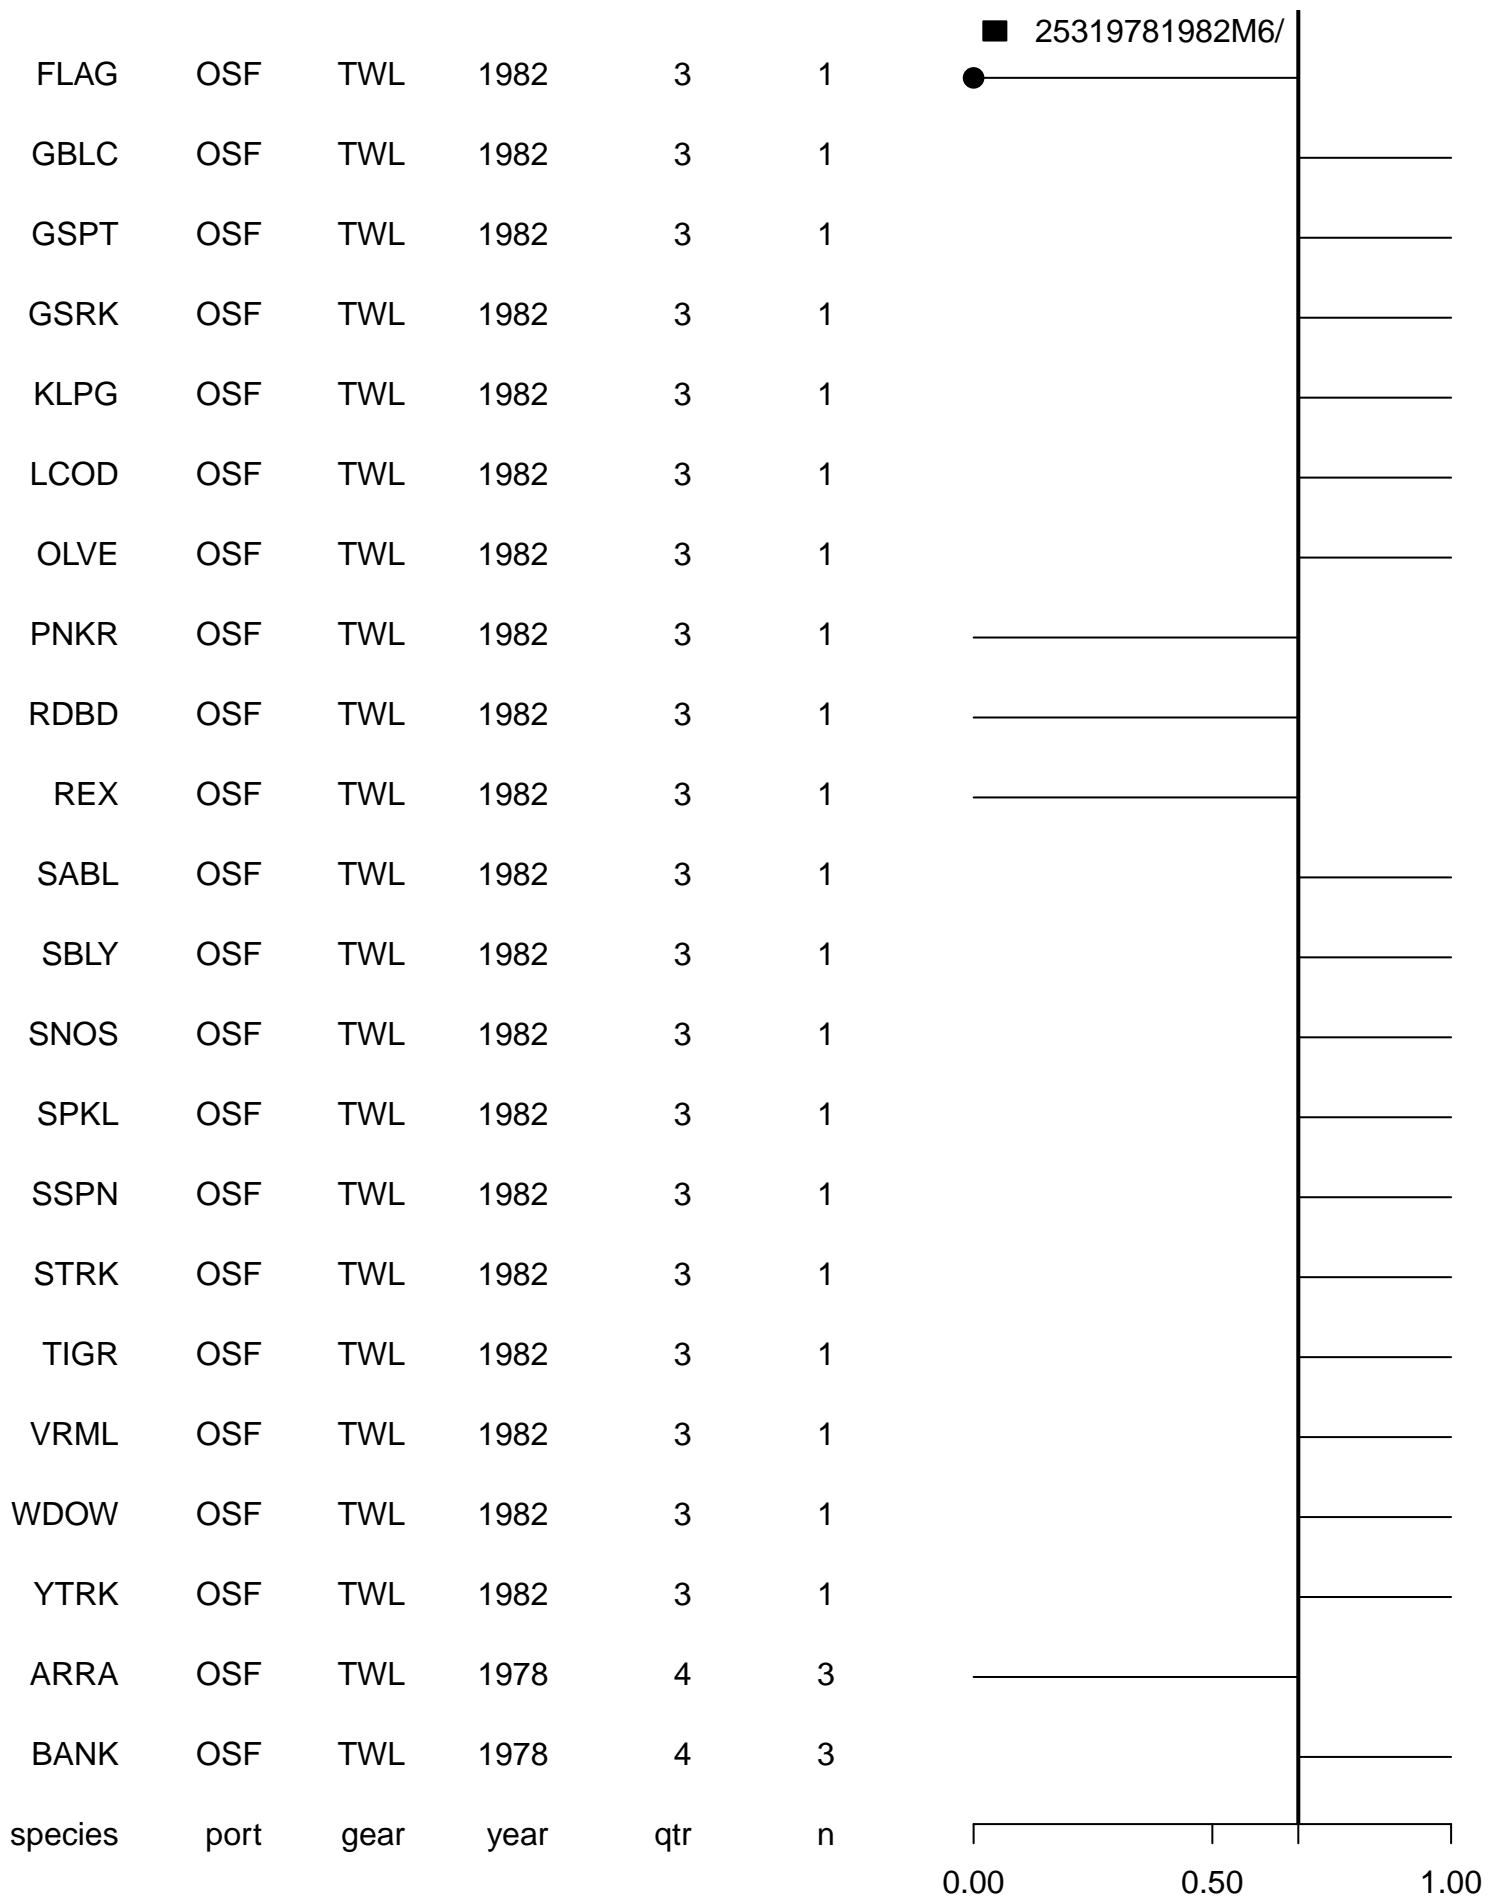 25319781982M6/
FLAG OSF TWL 1982 3 1
GBLC OSF TWL 1982 3 1
GSPT OSF TWL 1982 3 1
GSRK OSF TWL 1982 3 1
KLPG OSF TWL 1982 3 1
LCOD OSF TWL 1982 3 1
OLVE OSF TWL 1982 3 1
PNKR OSF TWL 1982 3 1
RDBD OSF TWL 1982 3 1
REX OSF TWL 1982 3 1
SABL OSF TWL 1982 3 1
SBLY OSF TWL 1982 3 1
SNOS OSF TWL 1982 3 1
SPKL OSF TWL 1982 3 1
SSPN OSF TWL 1982 3 1
STRK OSF TWL 1982 3 1
TIGR OSF TWL 1982 3 1
VRML OSF TWL 1982 3 1
WDOW OSF TWL 1982 3 1
YTRK OSF TWL 1982 3 1
ARRA OSF TWL 1978 4 3
BANK OSF TWL 1978 4 3
species port gear year qtr n
0.00 0.50 1.00